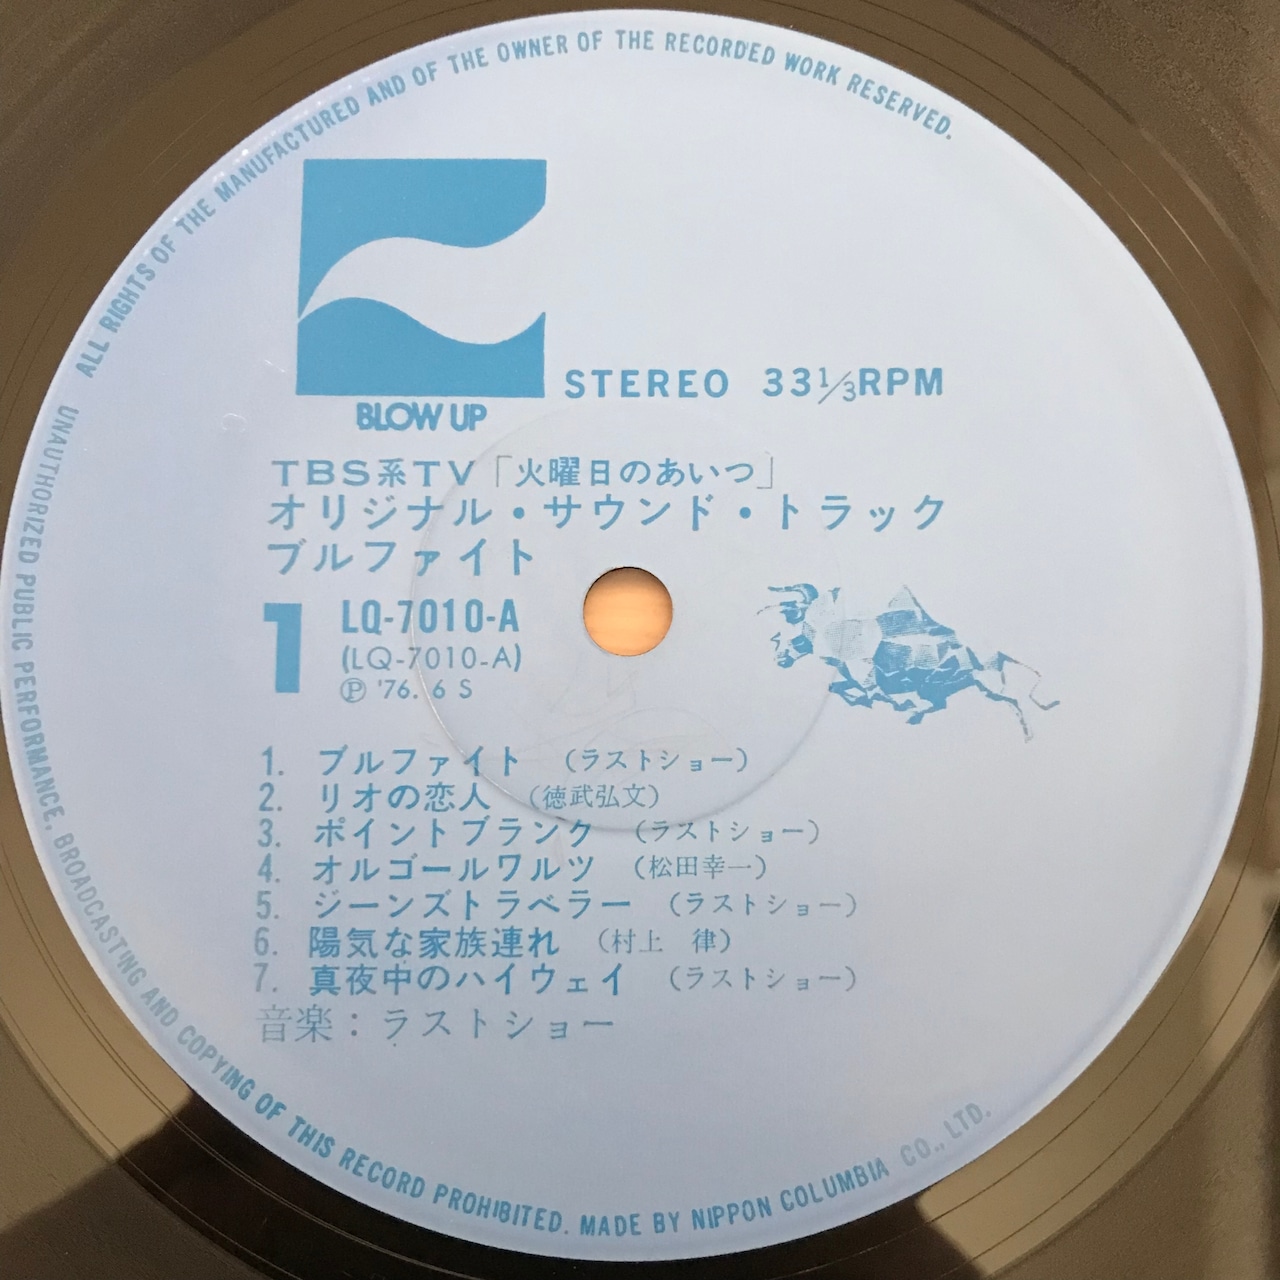 ALL RIGHTS OF THE MANUFACTURED AND OF THE OWNER OF THE RECORDED WORK RESERVED.
BLOW UP
STEREO 33 1/3 RPM
TBS系TV「火曜日のあいつ」
オリジナル・サウンド・トラック
ブルファイト
1
LQ-7010-A
(LQ-7010-A)
Ⓟ '76. 6 S
1. ブルファイト (ラストショー)
2. リオの恋人 (徳武弘文)
3. ポイントブランク (ラストショー)
4. オルゴールワルツ (松田幸一)
5. ジーンズトラベラー (ラストショー)
6. 陽気な家族連れ (村上 律)
7. 真夜中のハイウェイ (ラストショー)
音楽：ラストショー
UNAUTHORIZED PUBLIC PERFORMANCE, BROADCASTING AND COPYING OF THIS RECORD PROHIBITED. MADE BY NIPPON COLUMBIA CO., LTD.